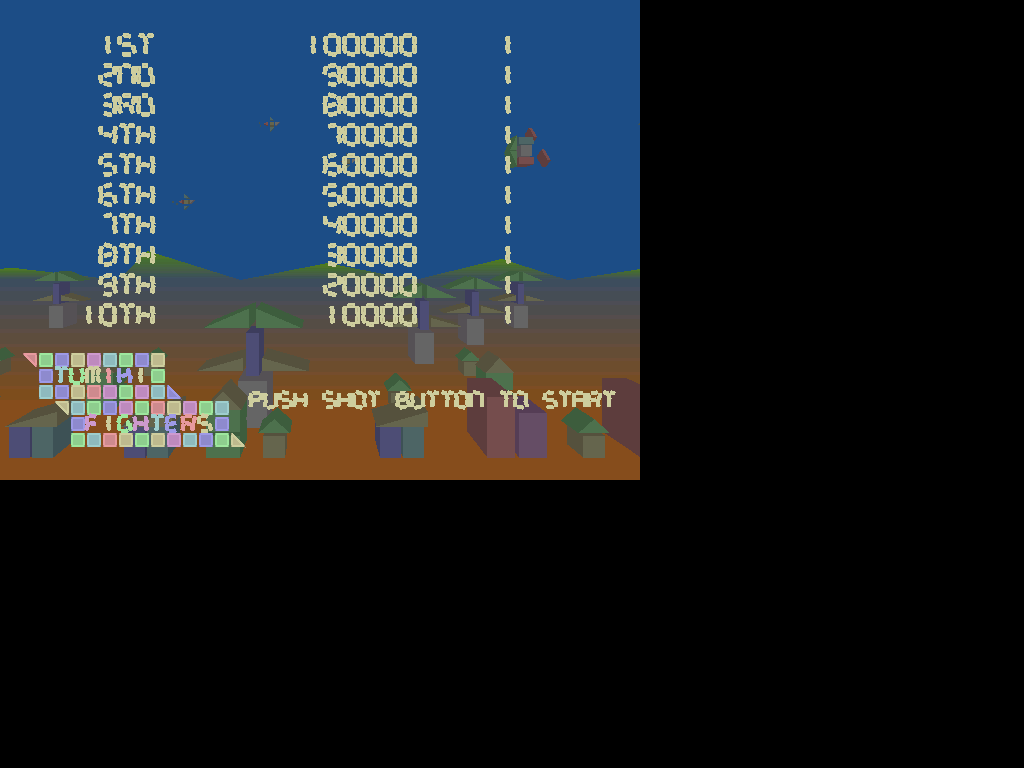 1ST 100000 1
2ND 90000 1
3RD 80000 1
4TH 70000 1
5TH 60000 1
6TH 50000 1
7TH 40000 1
8TH 30000 1
9TH 20000 1
10TH 10000 1
TUMIKI
FIGHTERS
PUSH SHOT BUTTON TO START